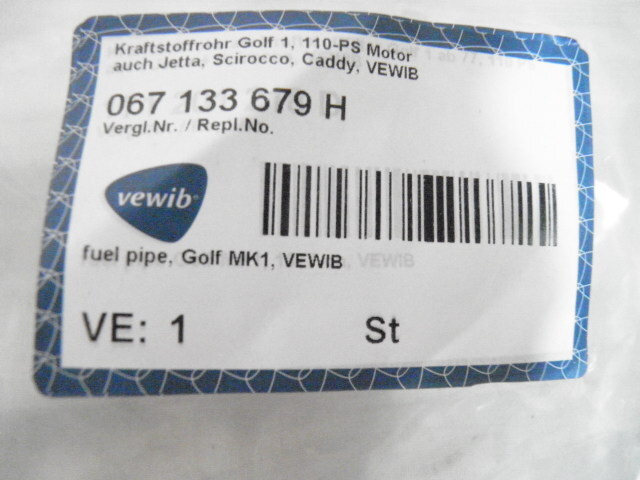 Kraftstoffrohr Golf 1, 110-PS Motor
auch Jetta, Scirocco, Caddy, VEWIB
067 133 679 H
Vergl.Nr. / Repl.No.
vewib®
fuel pipe, Golf MK1, VEWIB
VE: 1 St